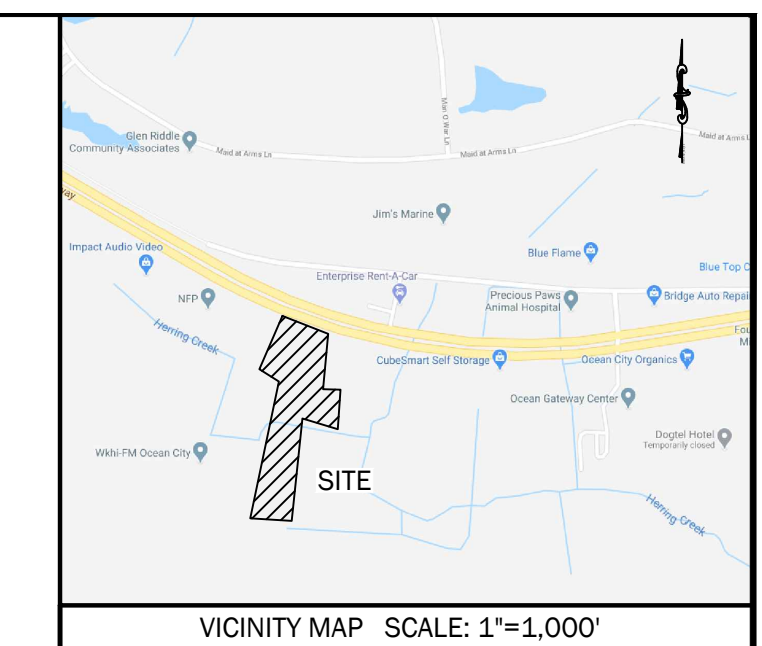 Man O War Ln
Glen Riddle
Community Associates
Maid at Arms Ln
Maid at Arms Ln
Maid at Arms L
way
Jim's Marine
Impact Audio Video
Blue Flame
Blue Top C
Enterprise Rent-A-Car
NFP
Precious Paws
Animal Hospital
Bridge Auto Repair
Herring Creek
Fou
M
CubeSmart Self Storage
Ocean City Organics
Ocean Gateway Center
Wkhi-FM Ocean City
Dogtel Hotel
Temporarily closed
SITE
Herring Creek
VICINITY MAP SCALE: 1"=1,000'